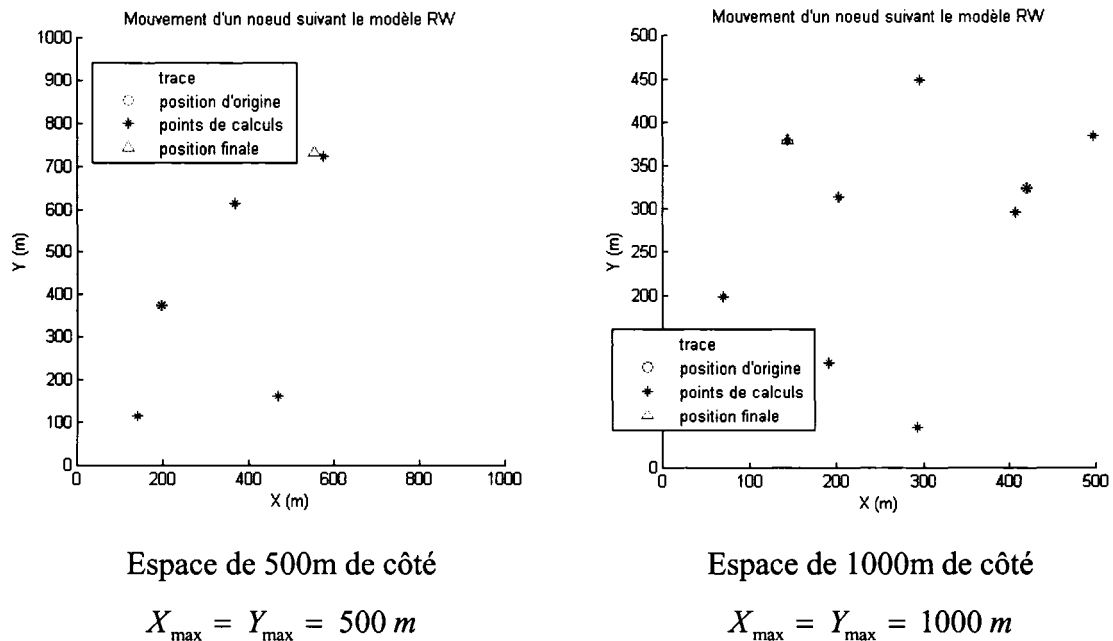 Mouvement d'un noeud suivant le modèle RW
1000
900
800
700
600
500
400
300
200
100
0
Y (m)
trace
position d'origine
points de calculs
position finale
0 200 400 600 800 1000
X (m)
Espace de 500m de côté
X_max = Y_max = 500 m
Mouvement d'un noeud suivant le modèle RW
500
450
400
350
300
250
200
0
Y (m)
trace
position d'origine
points de calculs
position finale
0 100 200 300 400 500
X (m)
Espace de 1000m de côté
X_max = Y_max = 1000 m